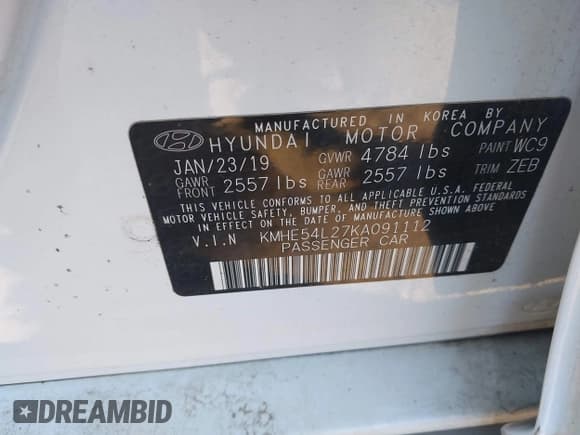 MANUFACTURED IN KOREA BY
HYUNDAI MOTOR COMPANY
JAN/23/19 GVWR 4784 lbs PAINT WC9
GAWR FRONT 2557 lbs GAWR REAR 2557 lbs TRIM ZEB
THIS VEHICLE CONFORMS TO ALL APPLICABLE U.S.A. FEDERAL
MOTOR VEHICLE SAFETY, BUMPER, AND THEFT PREVENTION STANDARDS
IN EFFECT ON THE DATE OF MANUFACTURE SHOWN ABOVE.
V.I.N KMHE54L27KA091112
PASSENGER CAR
DREAMBID